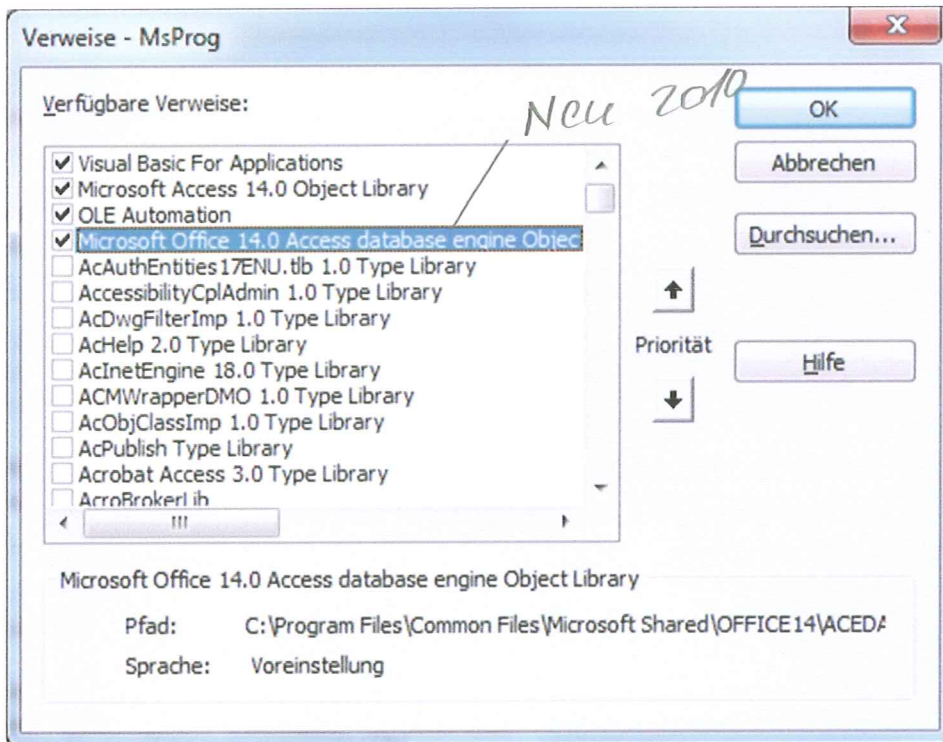 Verweise - MsProg
Verfügbare Verweise:
Neu 2010
Visual Basic For Applications
Microsoft Access 14.0 Object Library
OLE Automation
Microsoft Office 14.0 Access database engine Objec
AcAuthEntities17ENU.tlb 1.0 Type Library
AccessibilityCplAdmin 1.0 Type Library
AcDwgFilterImp 1.0 Type Library
AcHelp 2.0 Type Library
AcInetEngine 18.0 Type Library
ACMWrapperDMO 1.0 Type Library
AcObjClassImp 1.0 Type Library
AcPublish Type Library
Acrobat Access 3.0 Type Library
AcroBrokerLib
OK
Abbrechen
Durchsuchen...
Priorität
Hilfe
Microsoft Office 14.0 Access database engine Object Library
Pfad: C:\Program Files\Common Files\Microsoft Shared\OFFICE14\ACEDA
Sprache: Voreinstellung